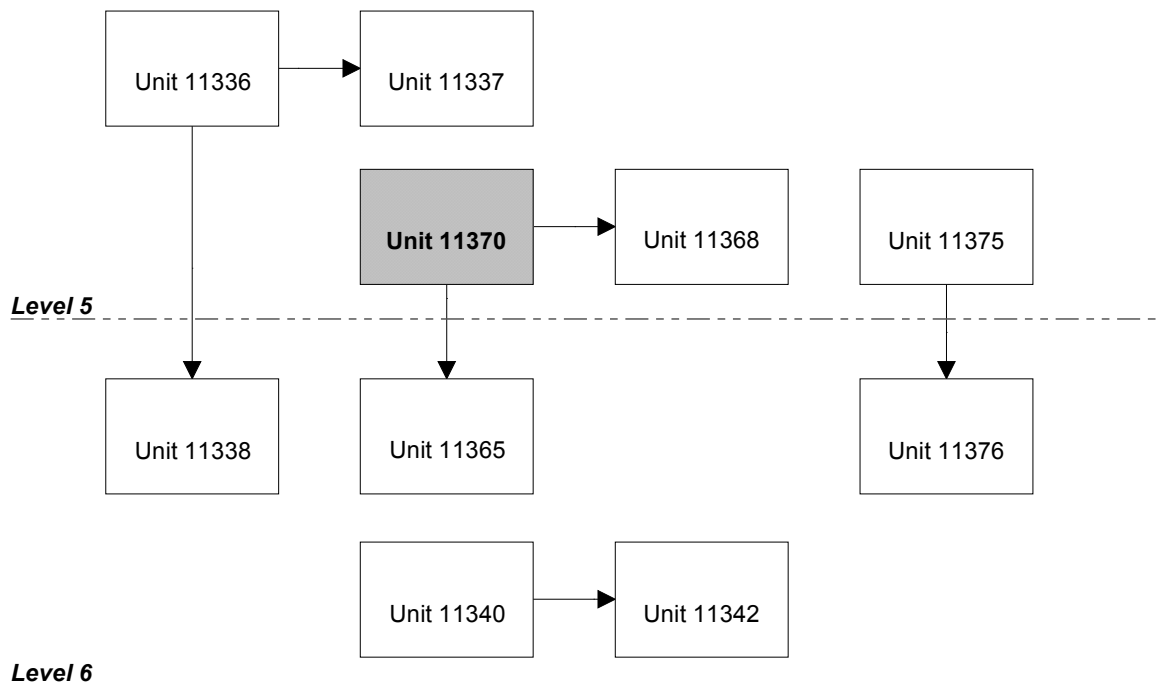 Unit 11336
Unit 11337
Unit 11370
Unit 11368
Unit 11375
Level 5
Unit 11338
Unit 11365
Unit 11376
Unit 11340
Unit 11342
Level 6